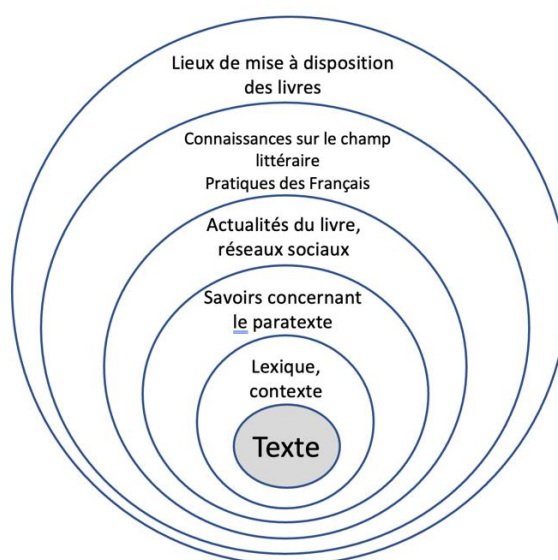 Lieux de mise à disposition
des livres
Connaissances sur le champ
littéraire
Pratiques des Français
Actualités du livre,
réseaux sociaux
Savoirs concernant
le paratexte
Lexique,
contexte
Texte